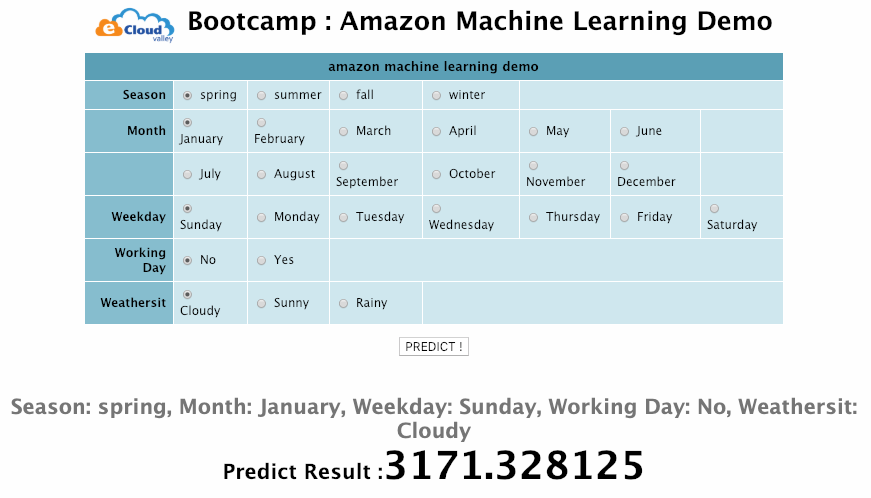 eCloud valley
Bootcamp : Amazon Machine Learning Demo
amazon machine learning demo
Season spring summer fall winter
Month January February March April May June
July August September October November December
Weekday Sunday Monday Tuesday Wednesday Thursday Friday Saturday
Working Day No Yes
Weathersit Cloudy Sunny Rainy
PREDICT !
Season: spring, Month: January, Weekday: Sunday, Working Day: No, Weathersit:
Cloudy
Predict Result :3171.328125